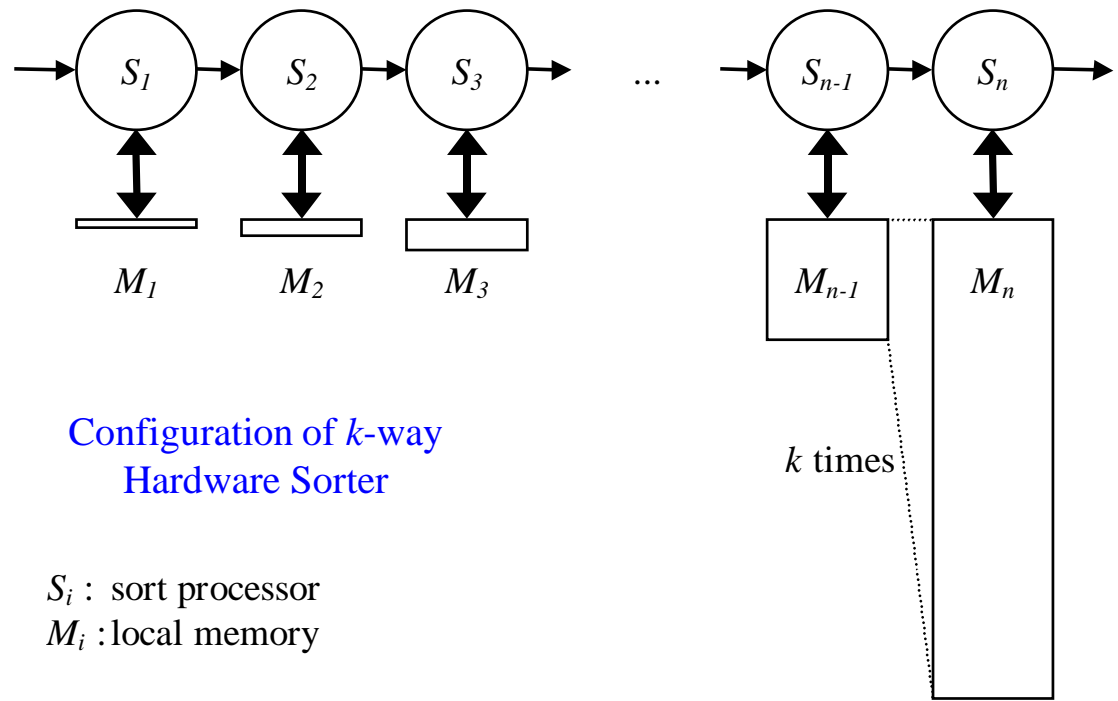 S1 S2 S3 ... Sn-1 Sn
M1 M2 M3 Mn-1 Mn
Configuration of k-way
Hardware Sorter
k times
Si : sort processor
Mi : local memory